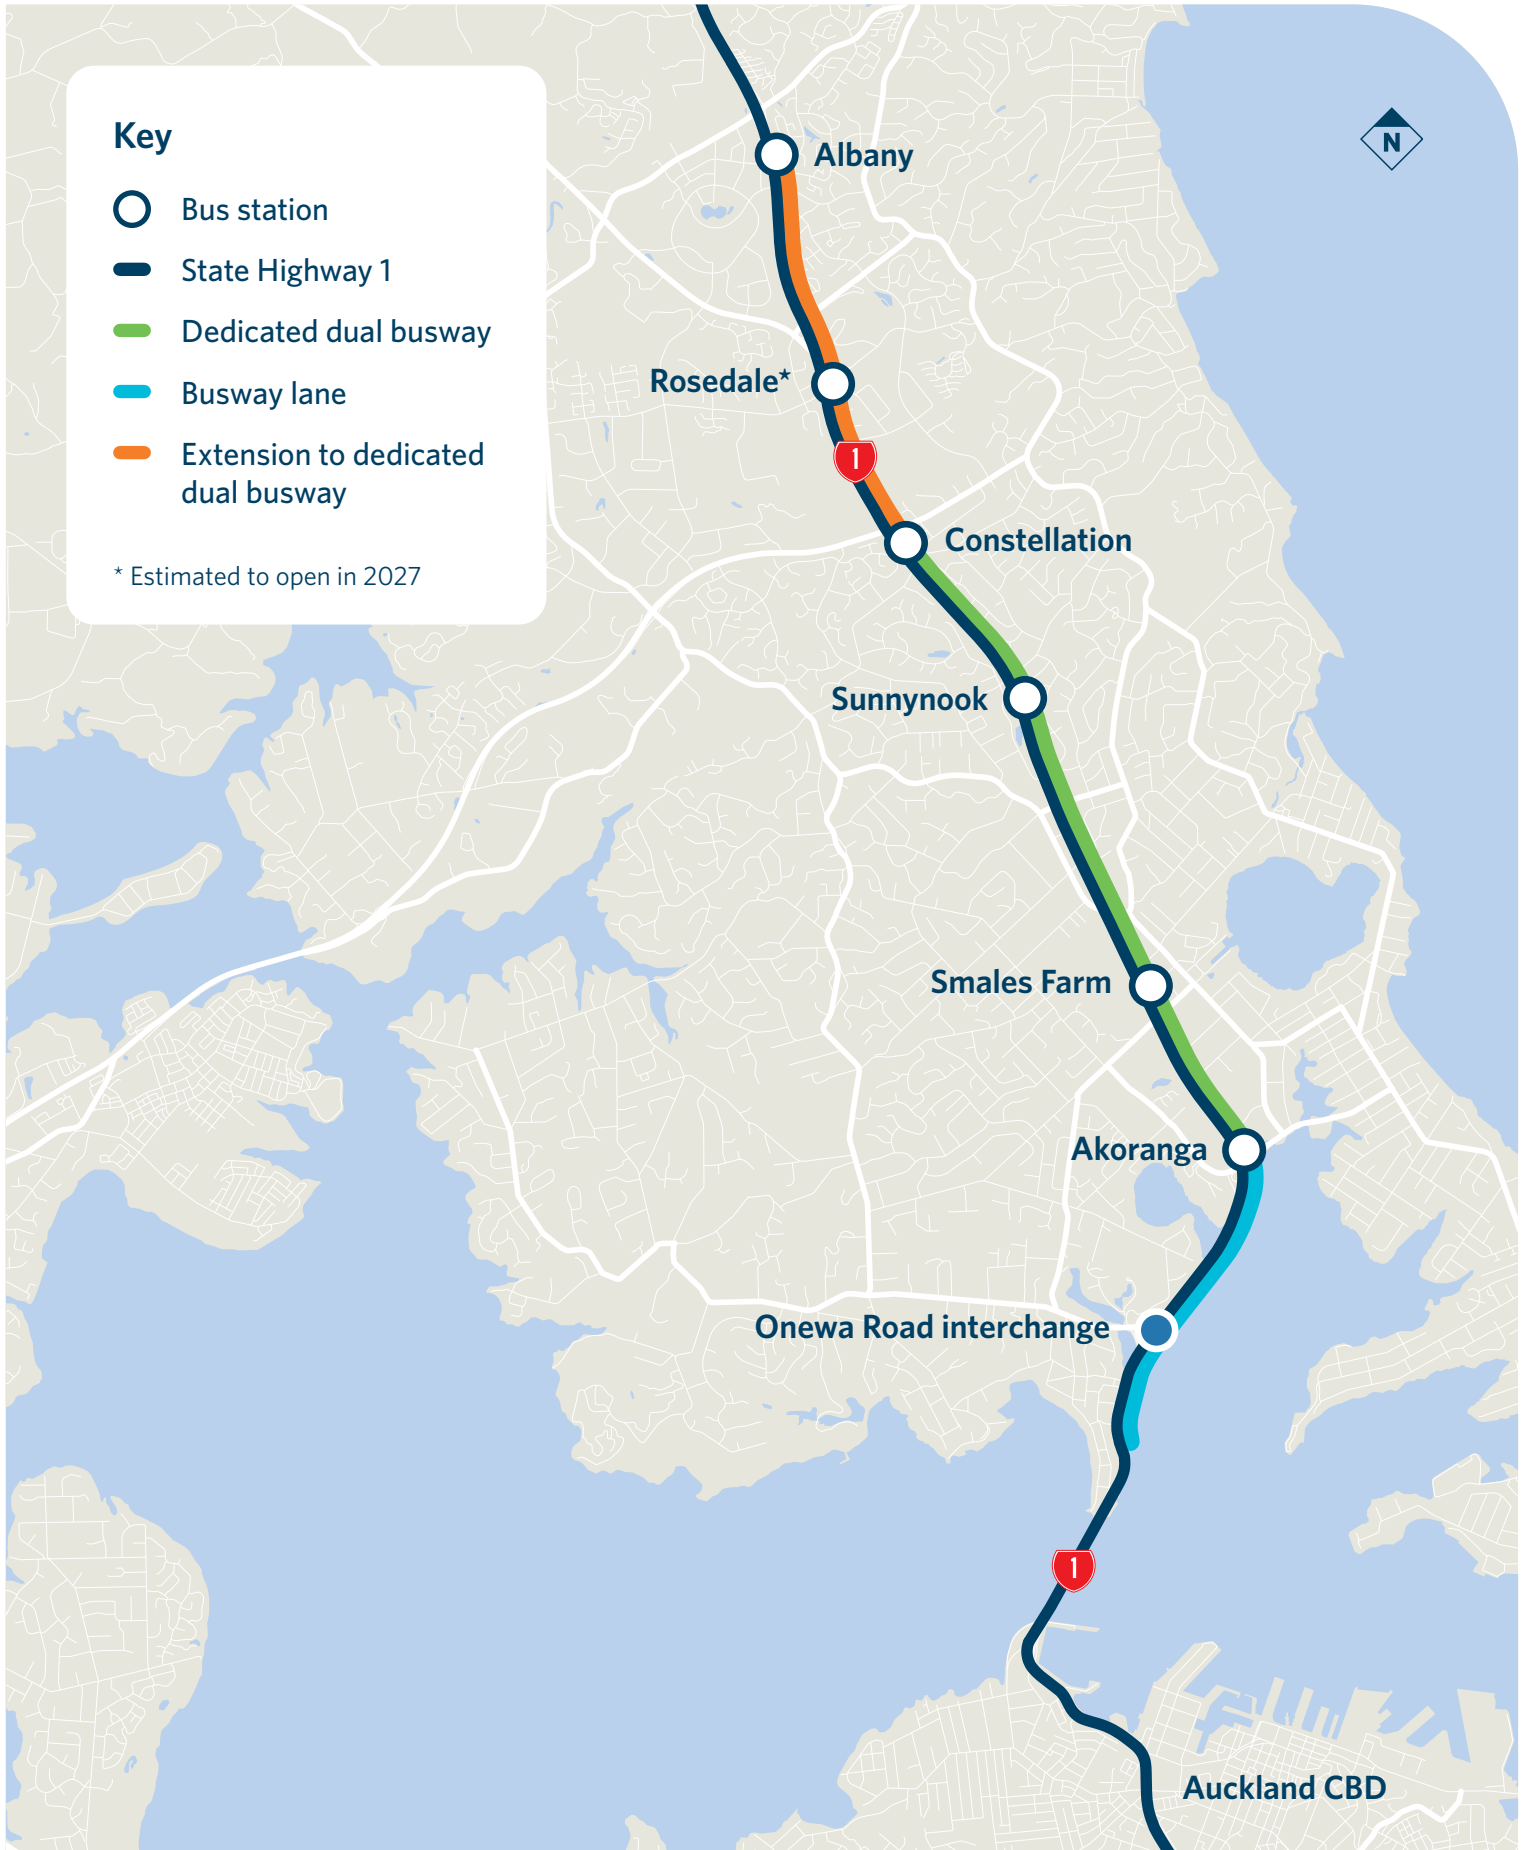 Key
Bus station
State Highway 1
Dedicated dual busway
Busway lane
Extension to dedicated
dual busway
* Estimated to open in 2027
N
Albany
Rosedale*
1
Constellation
Sunnynook
Smales Farm
Akoranga
Onewa Road interchange
1
Auckland CBD